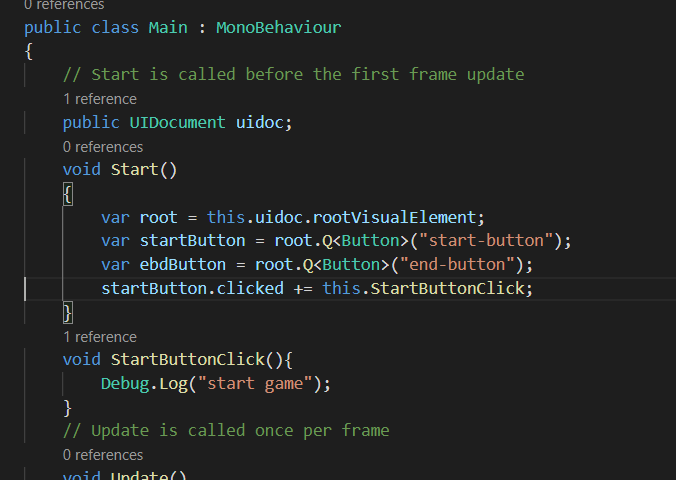 0 references
public class Main : MonoBehaviour
{
// Start is called before the first frame update
1 reference
public UIDocument uidoc;
0 references
void Start()
{
var root = this.uidoc.rootVisualElement;
var startButton = root.Q<Button>("start-button");
var ebdButton = root.Q<Button>("end-button");
startButton.clicked += this.StartButtonClick;
}
1 reference
void StartButtonClick(){
Debug.Log("start game");
}
// Update is called once per frame
0 references
void Update()